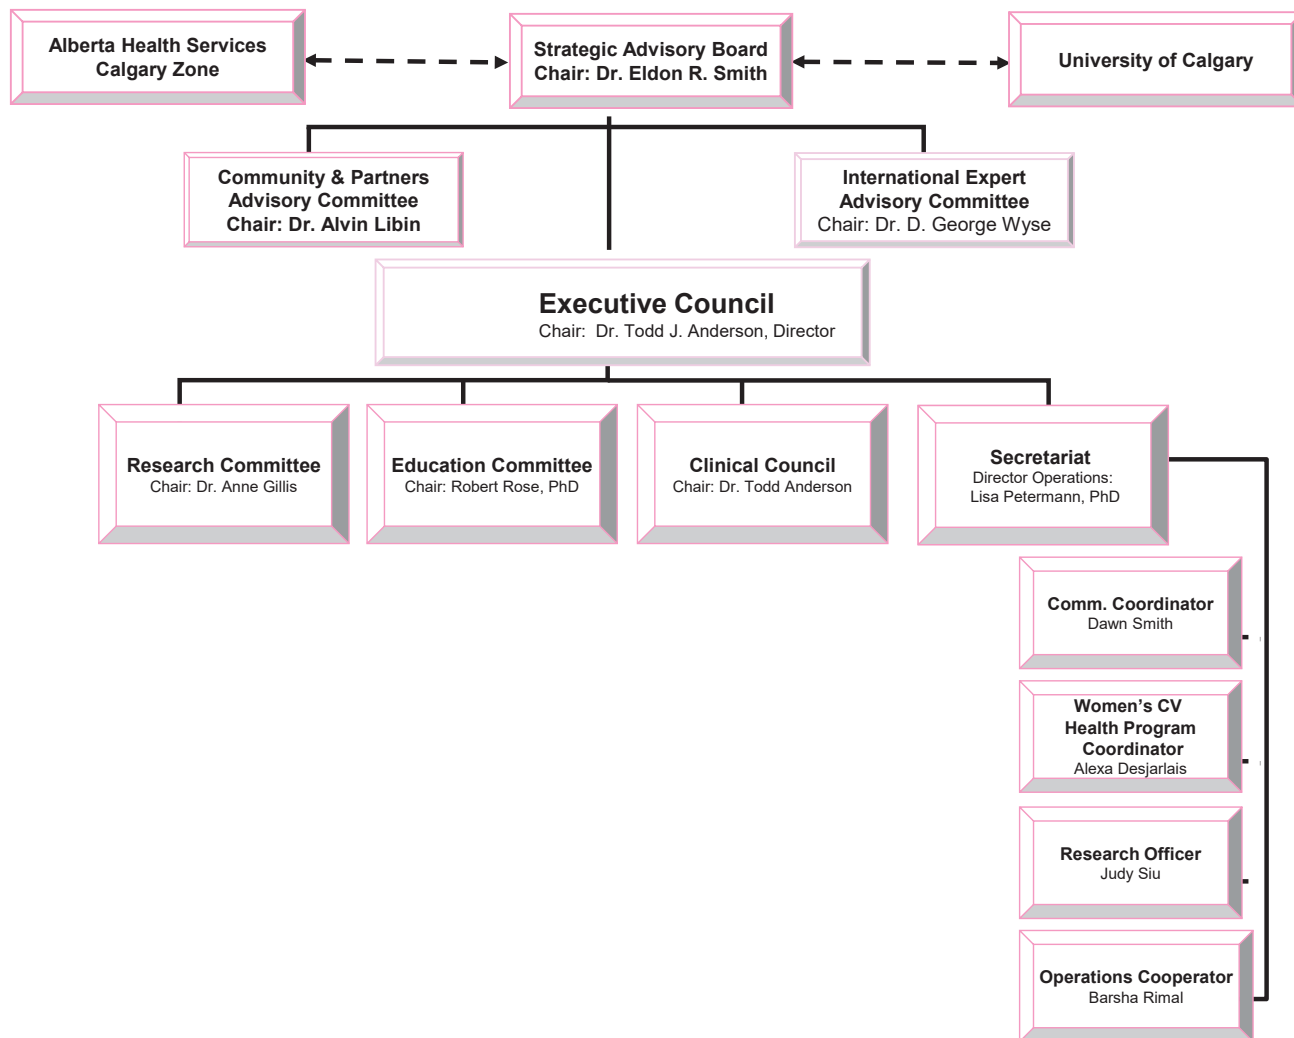 Alberta Health Services
Calgary Zone
Strategic Advisory Board
Chair: Dr. Eldon R. Smith
University of Calgary
Community & Partners
Advisory Committee
Chair: Dr. Alvin Libin
International Expert
Advisory Committee
Chair: Dr. D. George Wyse
Executive Council
Chair: Dr. Todd J. Anderson, Director
Research Committee
Chair: Dr. Anne Gillis
Education Committee
Chair: Robert Rose, PhD
Clinical Council
Chair: Dr. Todd Anderson
Secretariat
Director Operations:
Lisa Petermann, PhD
Comm. Coordinator
Dawn Smith
Women's CV
Health Program
Coordinator
Alexa Desjarlais
Research Officer
Judy Siu
Operations Cooperator
Barsha Rimal